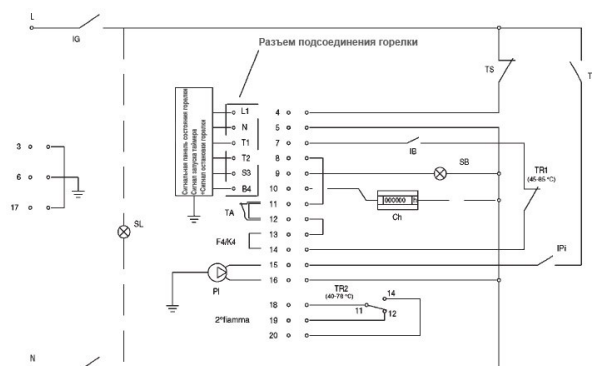 L
IG
Разъем подсоединения горелки
TS
T
Сигнальная панель состояния горелки
Сигнал запуска таймера
•Сигнал остановки горелки
L1
N
T1
T2
S3
B4
4
5
7
8
9
10
11
12
13
14
15
16
18
19
20
3
6
17
IB
SB
TR1
(45-85 °C)
000000 h
Ch
TA
F4/K4
SL
IPi
PI
TR2
(40-78 °C)
14
11
12
2°fiamma
N